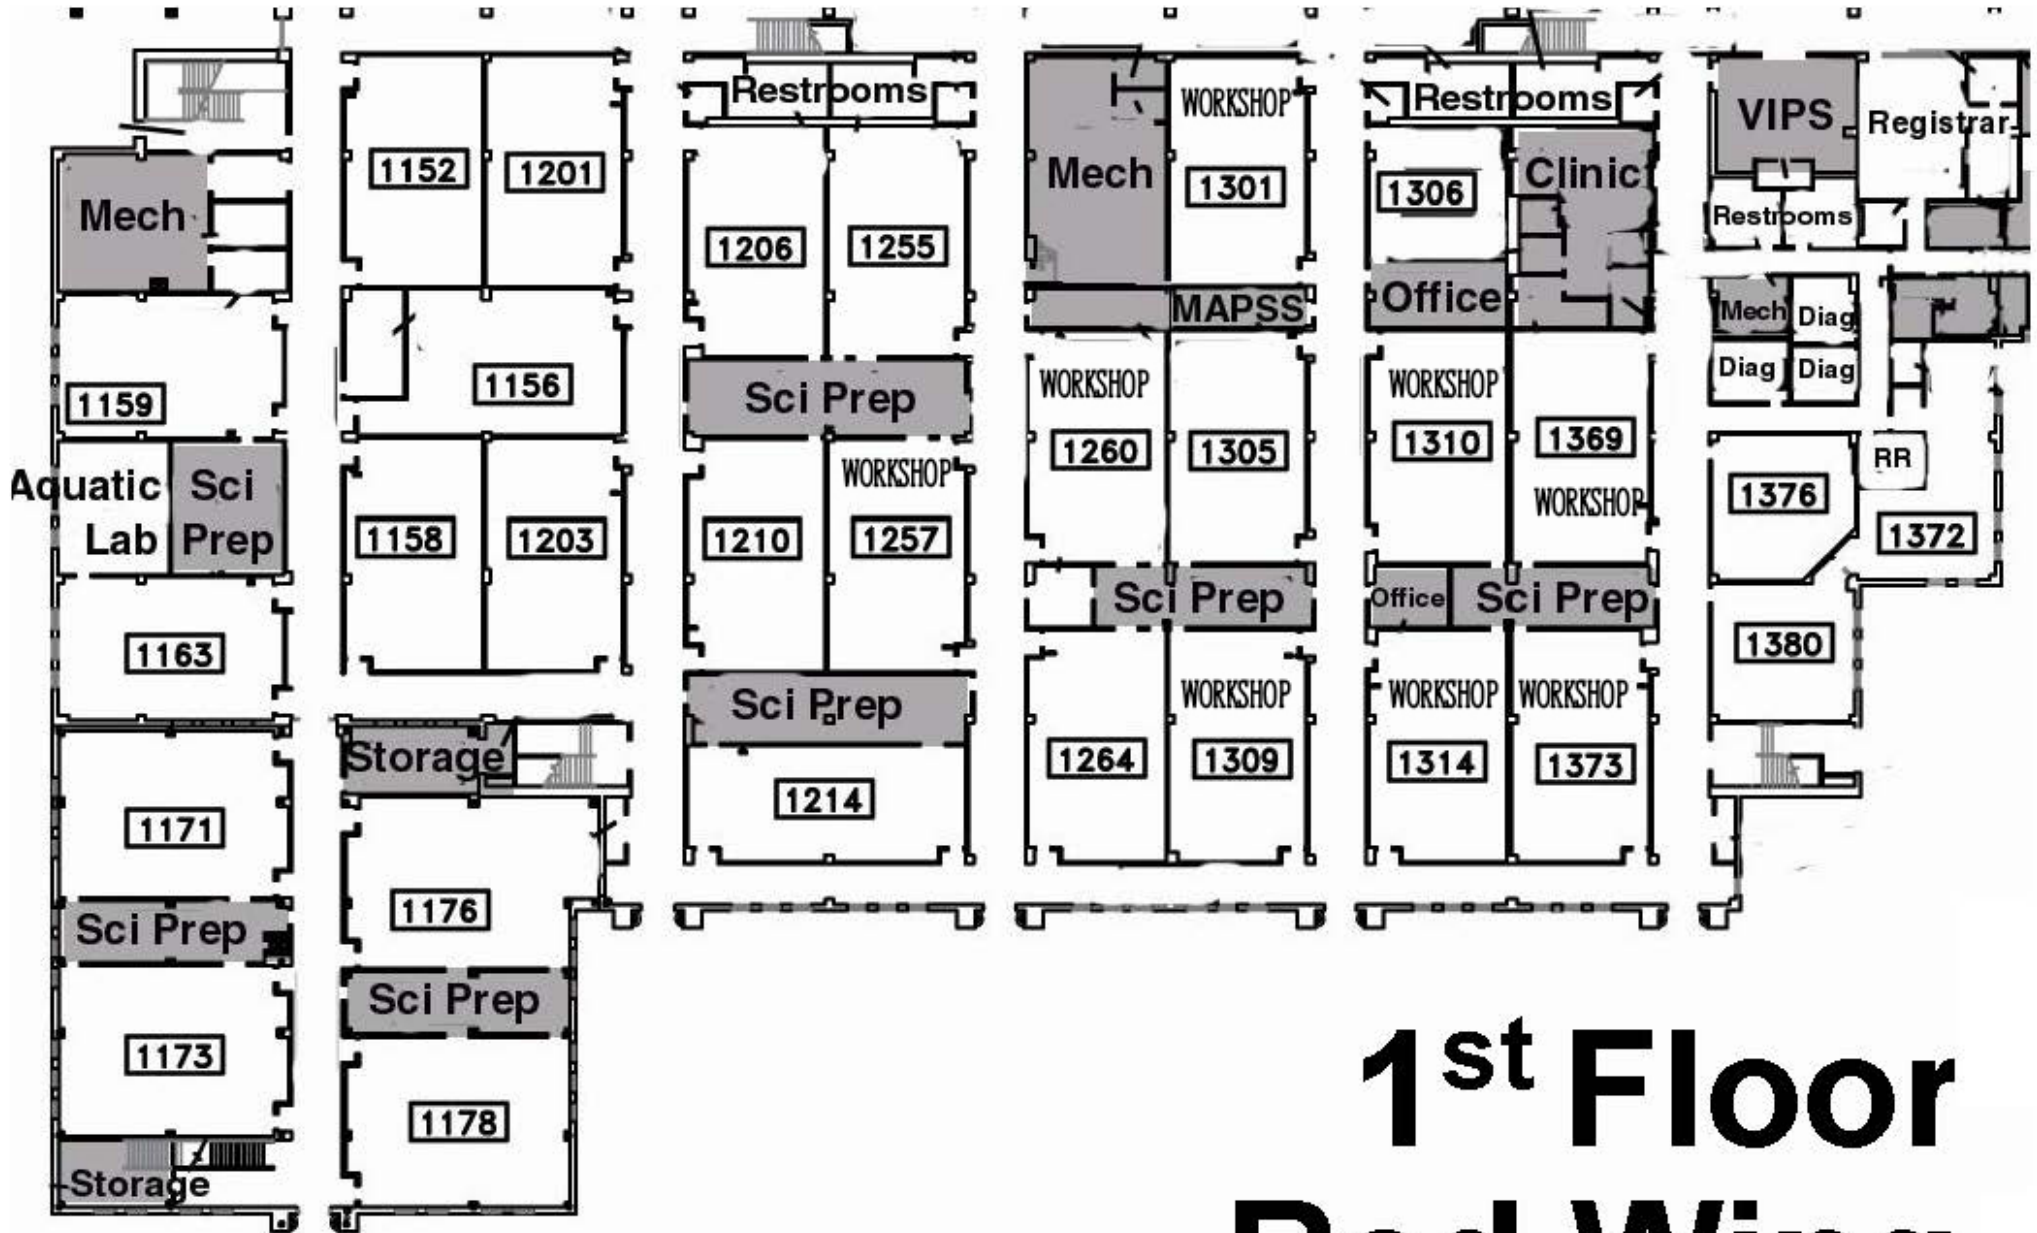 Mech
1159
Aquatic
Lab
Sci
Prep
1163
1171
Sci Prep
1173
Storage
1152
1201
1156
1158
1203
Storage
1176
Sci Prep
1178
Restrooms
1206
1255
Sci Prep
WORKSHOP
1210
1257
Sci Prep
1214
Mech
WORKSHOP
1301
MAPSS
WORKSHOP
1260
1305
Sci Prep
WORKSHOP
1264
1309
Restrooms
1306
Clinic
Office
WORKSHOP
1310
1369
WORKSHOP
Office
Sci Prep
WORKSHOP
WORKSHOP
1314
1373
VIPS
Registrar
Restrooms
Mech
Diag
Diag
Diag
RR
1376
1372
1380
1st Floor
Red Wing